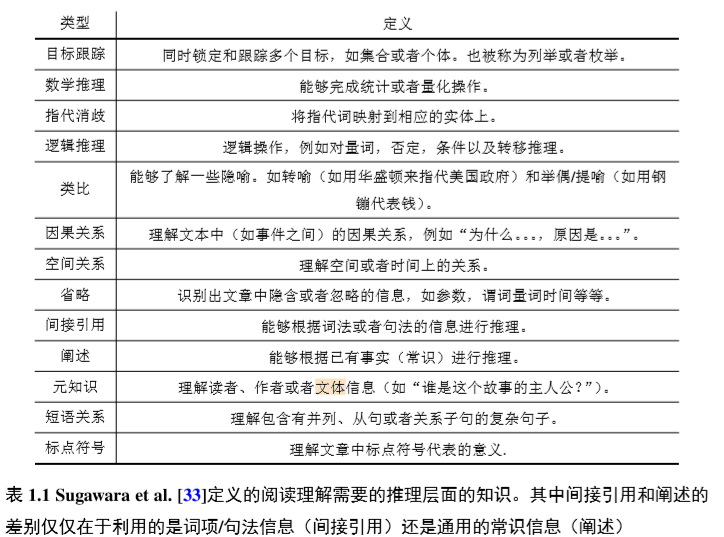 类型 定义
目标跟踪 同时锁定和跟踪多个目标，如集合或者个体。也被称为列举或者枚举。
数学推理 能够完成统计或者量化操作。
指代消歧 将指代词映射到相应的实体上。
逻辑推理 逻辑操作，例如对量词，否定，条件以及转移推理。
类比 能够了解一些隐喻。如转喻（如用华盛顿来指代美国政府）和举偶/提喻（如用钢
镚代表钱）。
因果关系 理解文本中（如事件之间）的因果关系，例如“为什么。。。，原因是。。。”。
空间关系 理解空间或者时间上的关系。
省略 识别出文章中隐含或者忽略的信息，如参数，谓词量词时间等等。
间接引用 能够根据词法或者句法的信息进行推理。
阐述 能够根据已有事实（常识）进行推理。
元知识 理解读者、作者或者文体信息（如“谁是这个故事的主人公？”）。
短语关系 理解包含有并列、从句或者关系子句的复杂句子。
标点符号 理解文章中标点符号代表的意义.
表 1.1 Sugawara et al. [33]定义的阅读理解需要的推理层面的知识。其中间接引用和阐述的
差别仅仅在于利用的是词项/句法信息（间接引用）还是通用的常识信息（阐述）